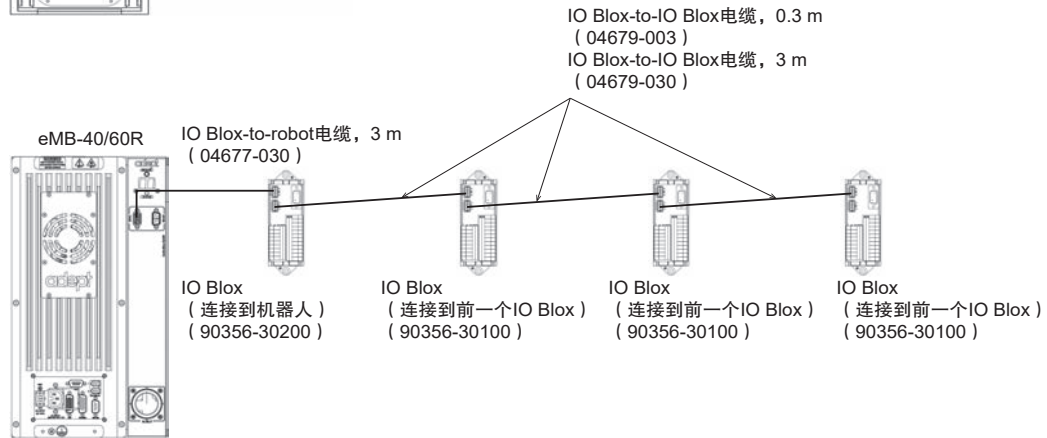 IO Blox-to-IO Blox电缆，0.3 m
（04679-003）
IO Blox-to-IO Blox电缆，3 m
（04679-030）
eMB-40/60R
IO Blox-to-robot电缆，3 m
（04677-030）
adept
IO Blox
（连接到机器人）
（90356-30200）
IO Blox
（连接到前一个IO Blox）
（90356-30100）
IO Blox
（连接到前一个IO Blox）
（90356-30100）
IO Blox
（连接到前一个IO Blox）
（90356-30100）